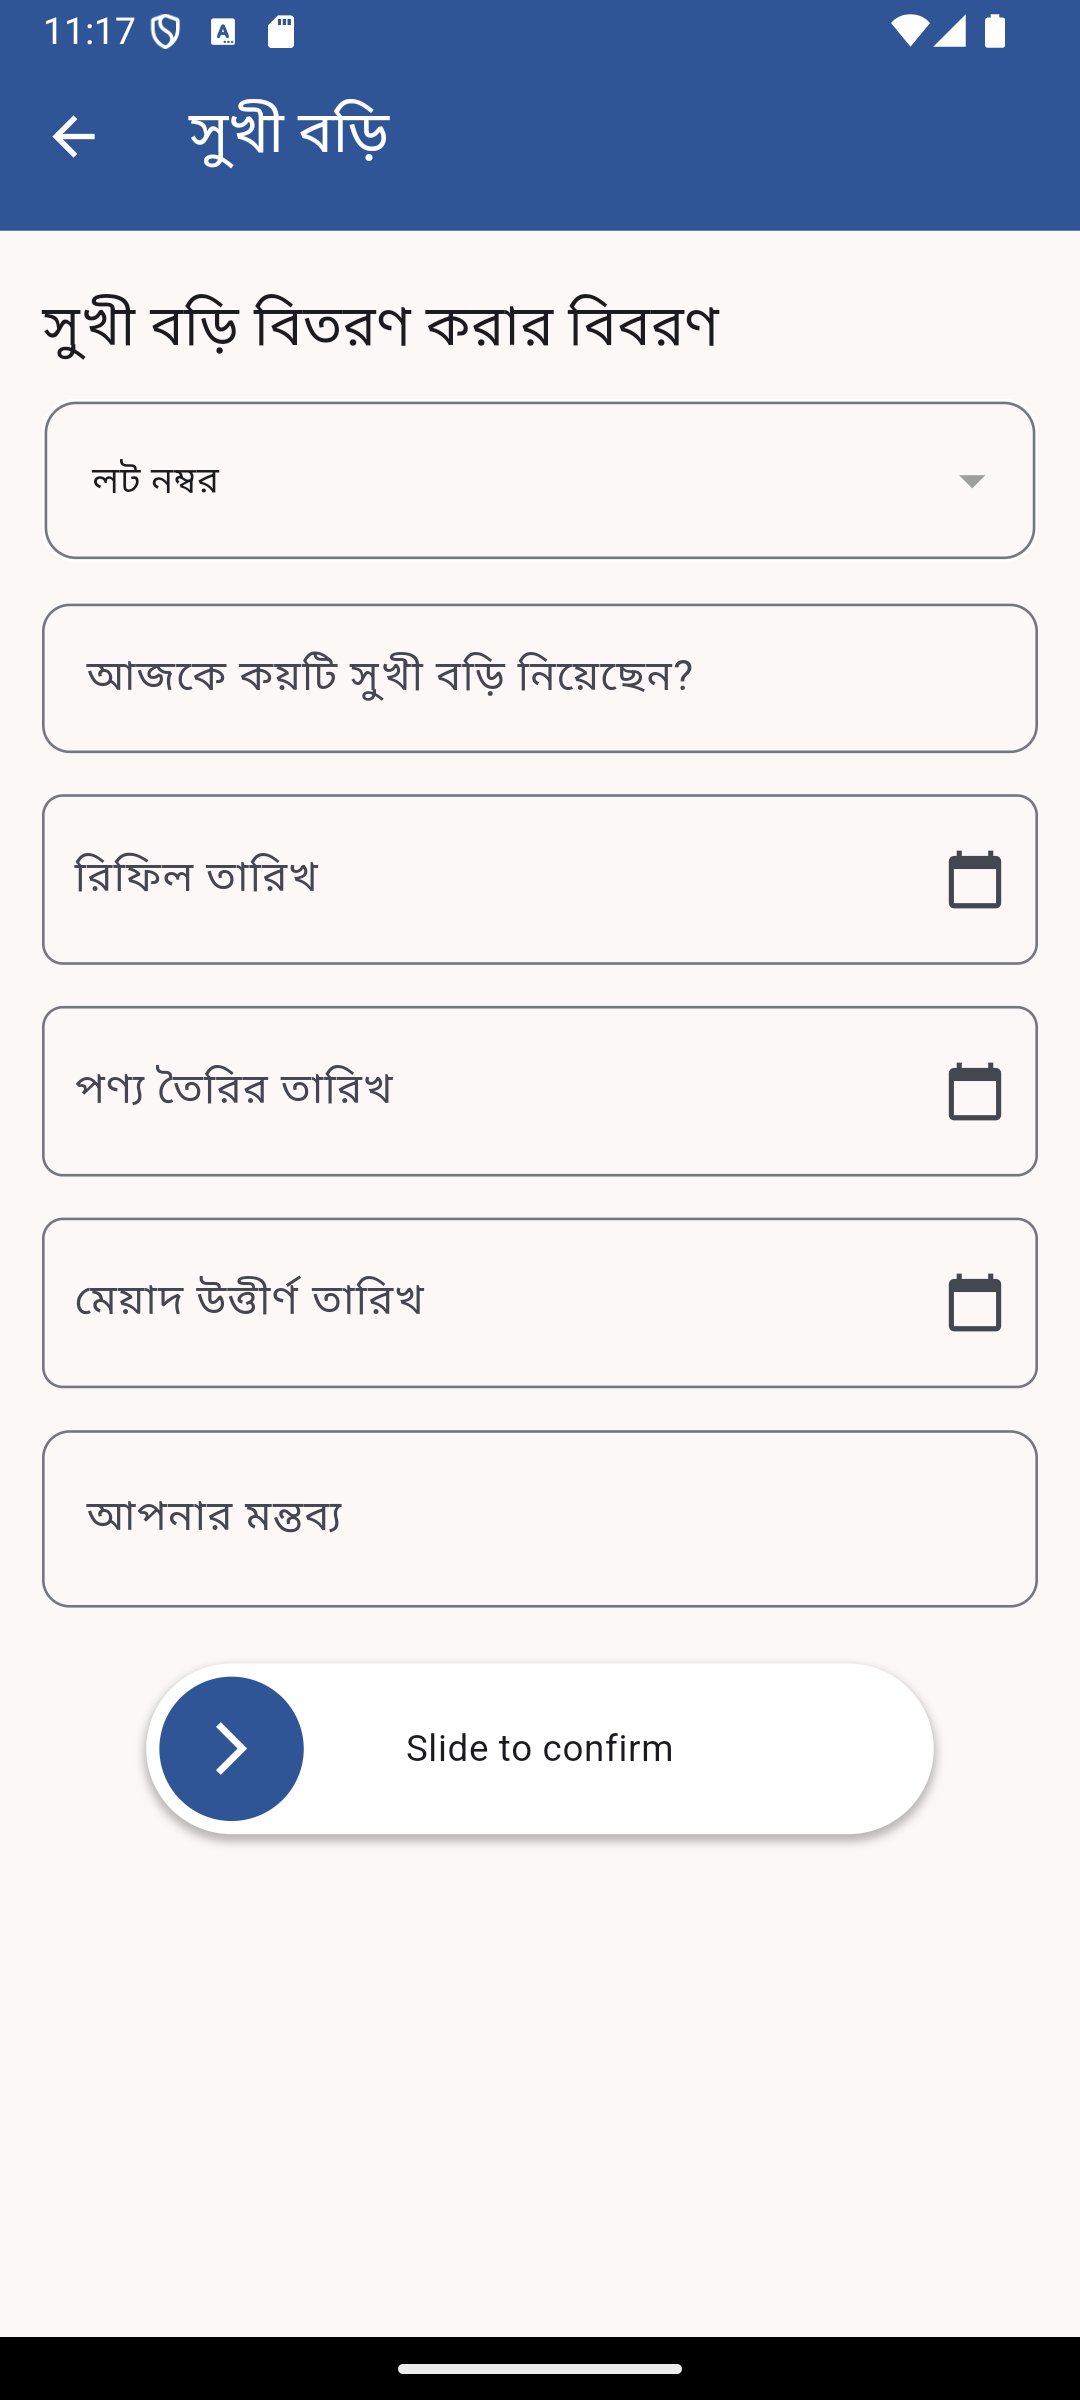 11:17
সুখী বড়ি
সুখী বড়ি বিতরণ করার বিবরণ
লট নম্বর
আজকে কয়টি সুখী বড়ি নিয়েছেন?
রিফিল তারিখ
পণ্য তৈরির তারিখ
মেয়াদ উত্তীর্ণ তারিখ
আপনার মন্তব্য
Slide to confirm